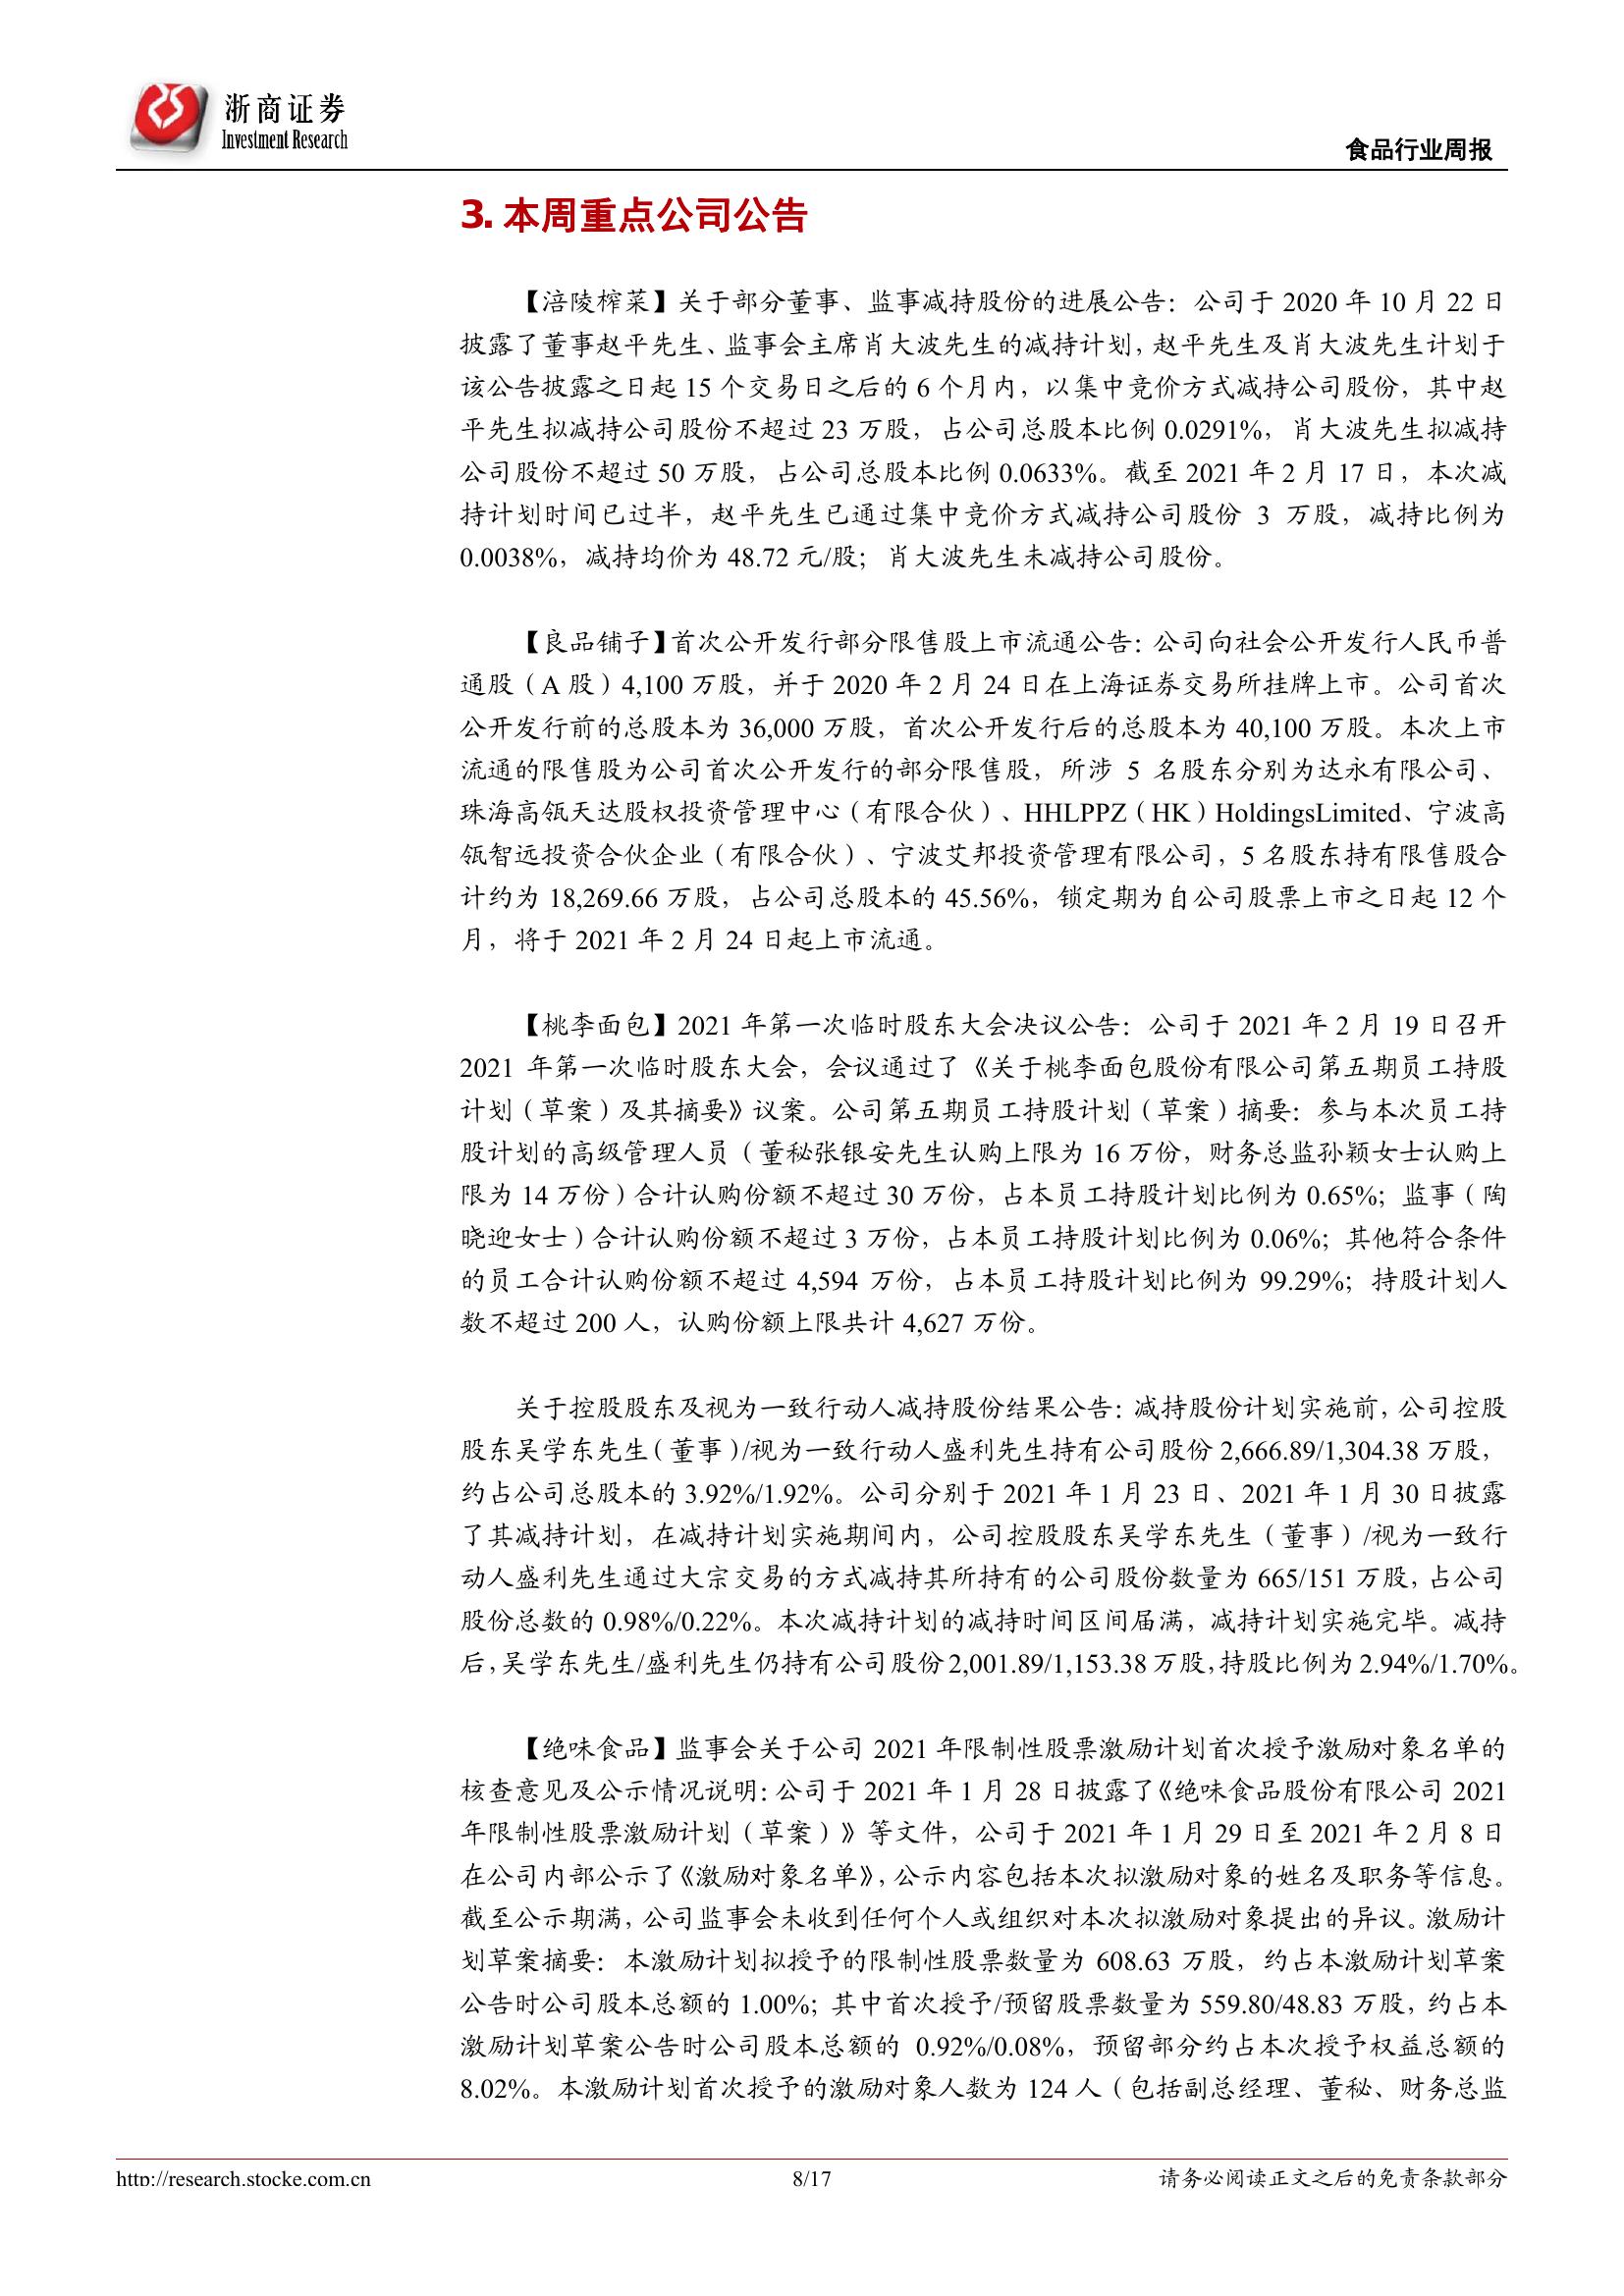 浙商证券
Investment Research
食品行业周报
3. 本周重点公司公告
【涪陵榨菜】关于部分董事、监事减持股份的进展公告：公司于 2020 年 10 月 22 日
披露了董事赵平先生、监事会主席肖大波先生的减持计划，赵平先生及肖大波先生计划于
该公告披露之日起 15 个交易日之后的 6 个月内，以集中竞价方式减持公司股份，其中赵
平先生拟减持公司股份不超过 23 万股，占公司总股本比例 0.0291%，肖大波先生拟减持
公司股份不超过 50 万股，占公司总股本比例 0.0633%。截至 2021 年 2 月 17 日，本次减
持计划时间已过半，赵平先生已通过集中竞价方式减持公司股份 3 万股，减持比例为
0.0038%，减持均价为 48.72 元/股；肖大波先生未减持公司股份。
【良品铺子】首次公开发行部分限售股上市流通公告：公司向社会公开发行人民币普
通股（A 股）4,100 万股，并于 2020 年 2 月 24 日在上海证券交易所挂牌上市。公司首次
公开发行前的总股本为 36,000 万股，首次公开发行后的总股本为 40,100 万股。本次上市
流通的限售股为公司首次公开发行的部分限售股，所涉 5 名股东分别为达永有限公司、
珠海高瓴天达股权投资管理中心（有限合伙）、HHLPPZ（HK）HoldingsLimited、宁波高
瓴智远投资合伙企业（有限合伙）、宁波艾邦投资管理有限公司，5 名股东持有限售股合
计约为 18,269.66 万股，占公司总股本的 45.56%，锁定期为自公司股票上市之日起 12 个
月，将于 2021 年 2 月 24 日起上市流通。
【桃李面包】2021 年第一次临时股东大会决议公告：公司于 2021 年 2 月 19 日召开
2021 年第一次临时股东大会，会议通过了《关于桃李面包股份有限公司第五期员工持股
计划（草案）及其摘要》议案。公司第五期员工持股计划（草案）摘要：参与本次员工持
股计划的高级管理人员（董秘张银安先生认购上限为 16 万份，财务总监孙颖女士认购上
限为 14 万份）合计认购份额不超过 30 万份，占本员工持股计划比例为 0.65%；监事（陶
晓迎女士）合计认购份额不超过 3 万份，占本员工持股计划比例为 0.06%；其他符合条件
的员工合计认购份额不超过 4,594 万份，占本员工持股计划比例为 99.29%；持股计划人
数不超过 200 人，认购份额上限共计 4,627 万份。
关于控股股东及视为一致行动人减持股份结果公告：减持股份计划实施前，公司控股
股东吴学东先生（董事）/视为一致行动人盛利先生持有公司股份 2,666.89/1,304.38 万股，
约占公司总股本的 3.92%/1.92%。公司分别于 2021 年 1 月 23 日、2021 年 1 月 30 日披露
了其减持计划，在减持计划实施期间内，公司控股股东吴学东先生（董事）/视为一致行
动人盛利先生通过大宗交易的方式减持其所持有的公司股份数量为 665/151 万股，占公司
股份总数的 0.98%/0.22%。本次减持计划的减持时间区间届满，减持计划实施完毕。减持
后，吴学东先生/盛利先生仍持有公司股份 2,001.89/1,153.38 万股，持股比例为 2.94%/1.70%。
【绝味食品】监事会关于公司 2021 年限制性股票激励计划首次授予激励对象名单的
核查意见及公示情况说明：公司于 2021 年 1 月 28 日披露了《绝味食品股份有限公司 2021
年限制性股票激励计划（草案）》等文件，公司于 2021 年 1 月 29 日至 2021 年 2 月 8 日
在公司内部公示了《激励对象名单》，公示内容包括本次拟激励对象的姓名及职务等信息。
截至公示期满，公司监事会未收到任何个人或组织对本次拟激励对象提出的异议。激励计
划草案摘要：本激励计划拟授予的限制性股票数量为 608.63 万股，约占本激励计划草案
公告时公司股本总额的 1.00%；其中首次授予/预留股票数量为 559.80/48.83 万股，约占本
激励计划草案公告时公司股本总额的 0.92%/0.08%，预留部分约占本次授予权益总额的
8.02%。本激励计划首次授予的激励对象人数为 124 人（包括副总经理、董秘、财务总监
http://research.stocke.com.cn
8/17
请务必阅读正文之后的免责条款部分